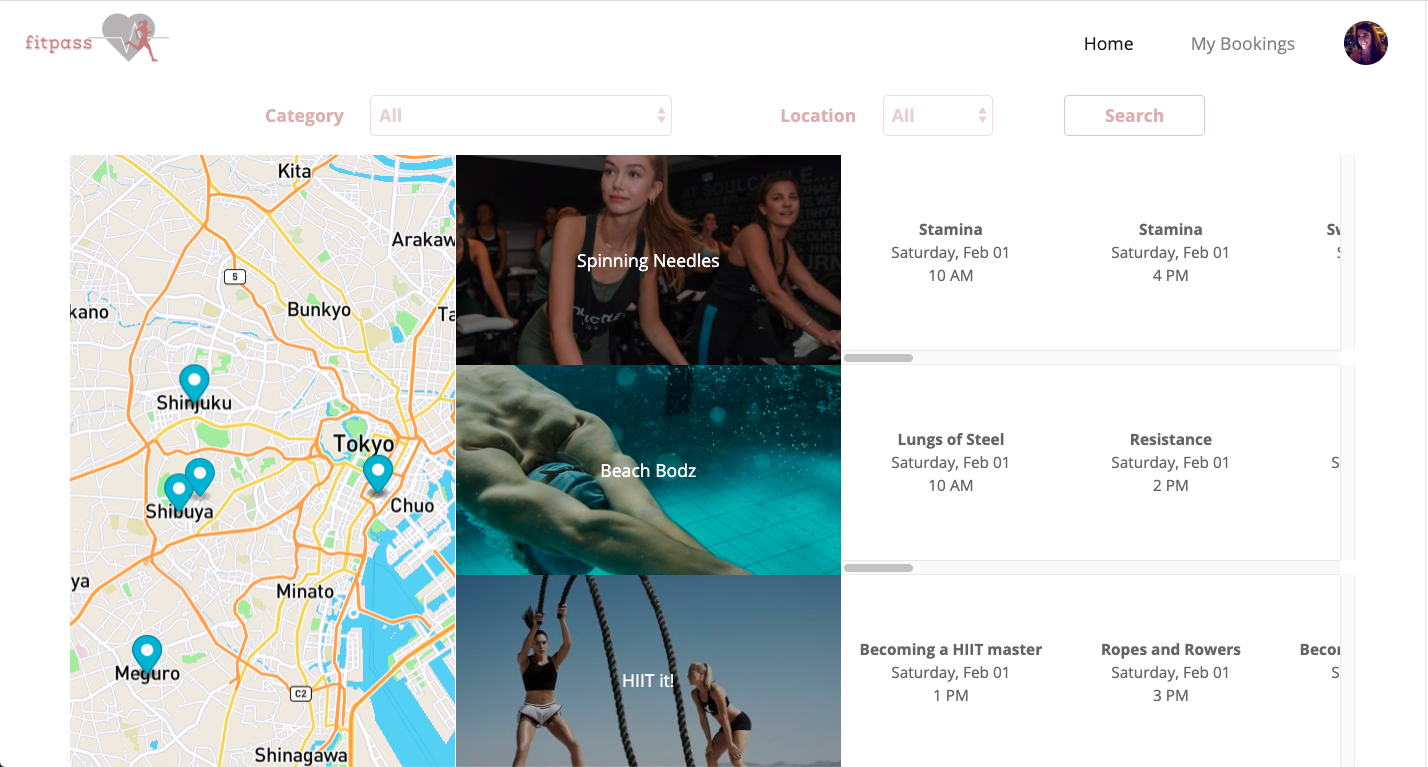 fitpass
Home
My Bookings
Category
All
Location
All
Search
Kita
Arakaw
5
Bunkyo
Ta
kano
Shinjuku
Tokyo
Chuo
Shibuya
ya
Minato
Meguro
C2
Shinagawa
AT SOULCYCLE...
Spinning Needles
Stamina
Saturday, Feb 01
10 AM
Stamina
Saturday, Feb 01
4 PM
Beach Bodz
Lungs of Steel
Saturday, Feb 01
10 AM
Resistance
Saturday, Feb 01
2 PM
S
HIIT it!
Becoming a HIIT master
Saturday, Feb 01
1 PM
Ropes and Rowers
Saturday, Feb 01
3 PM
Becor
S